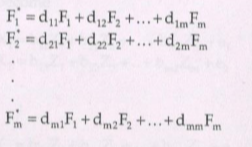 F₁* = d₁₁F₁ + d₁₂F₂ + ... + d₁ₘFₘ
F₂* = d₂₁F₁ + d₂₂F₂ + ... + d₂ₘFₘ
.
.
.
Fₘ* = dₘ₁F₁ + dₘ₂F₂ + ... + dₘₘFₘ